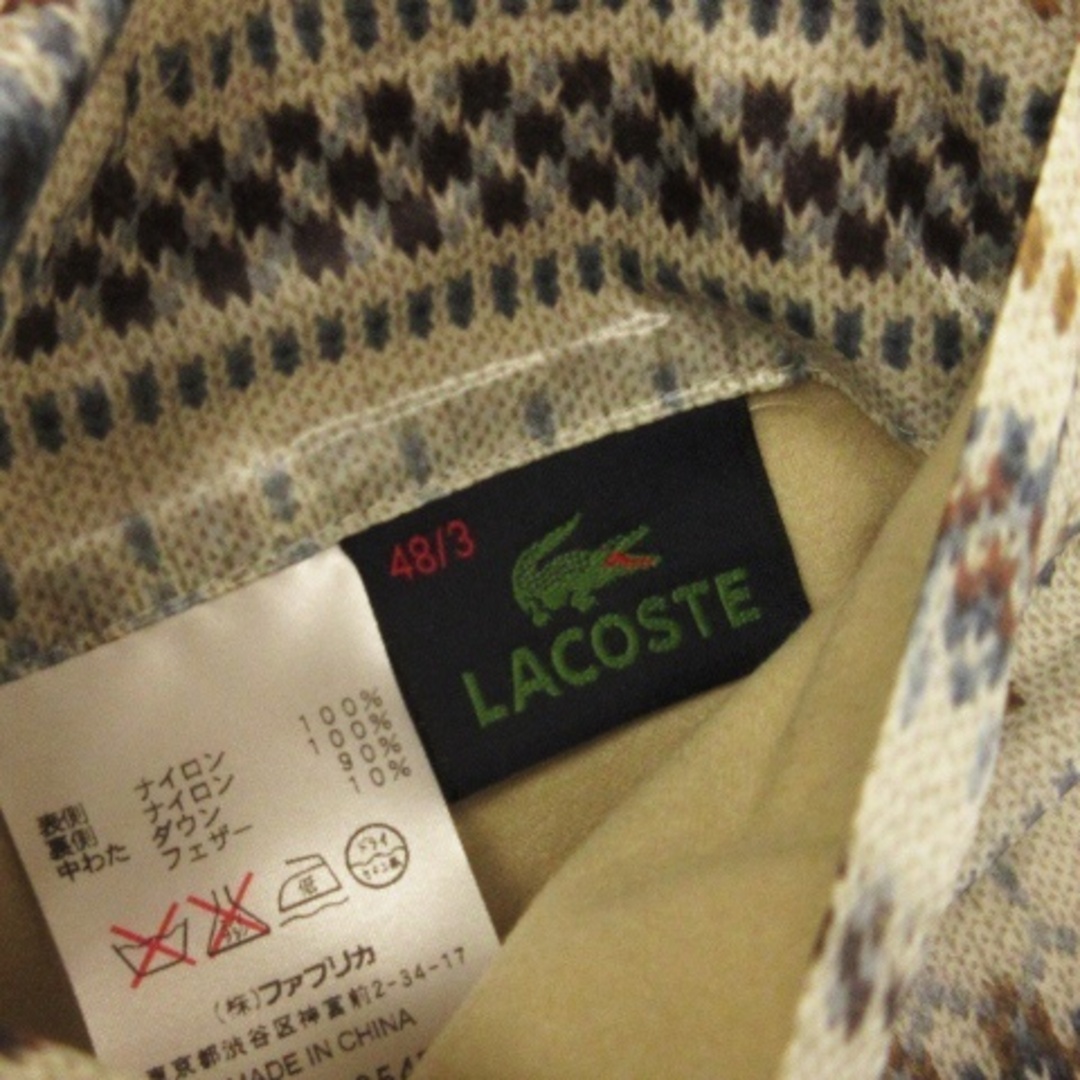 48/3
LACOSTE
表側 ナイロン 100%
裏側 ナイロン 100%
中わた ダウン 90%
フェザー 10%
低
ドライ
(株)ファブリカ
東京都渋谷区神宮前2-34-17
MADE IN CHINA